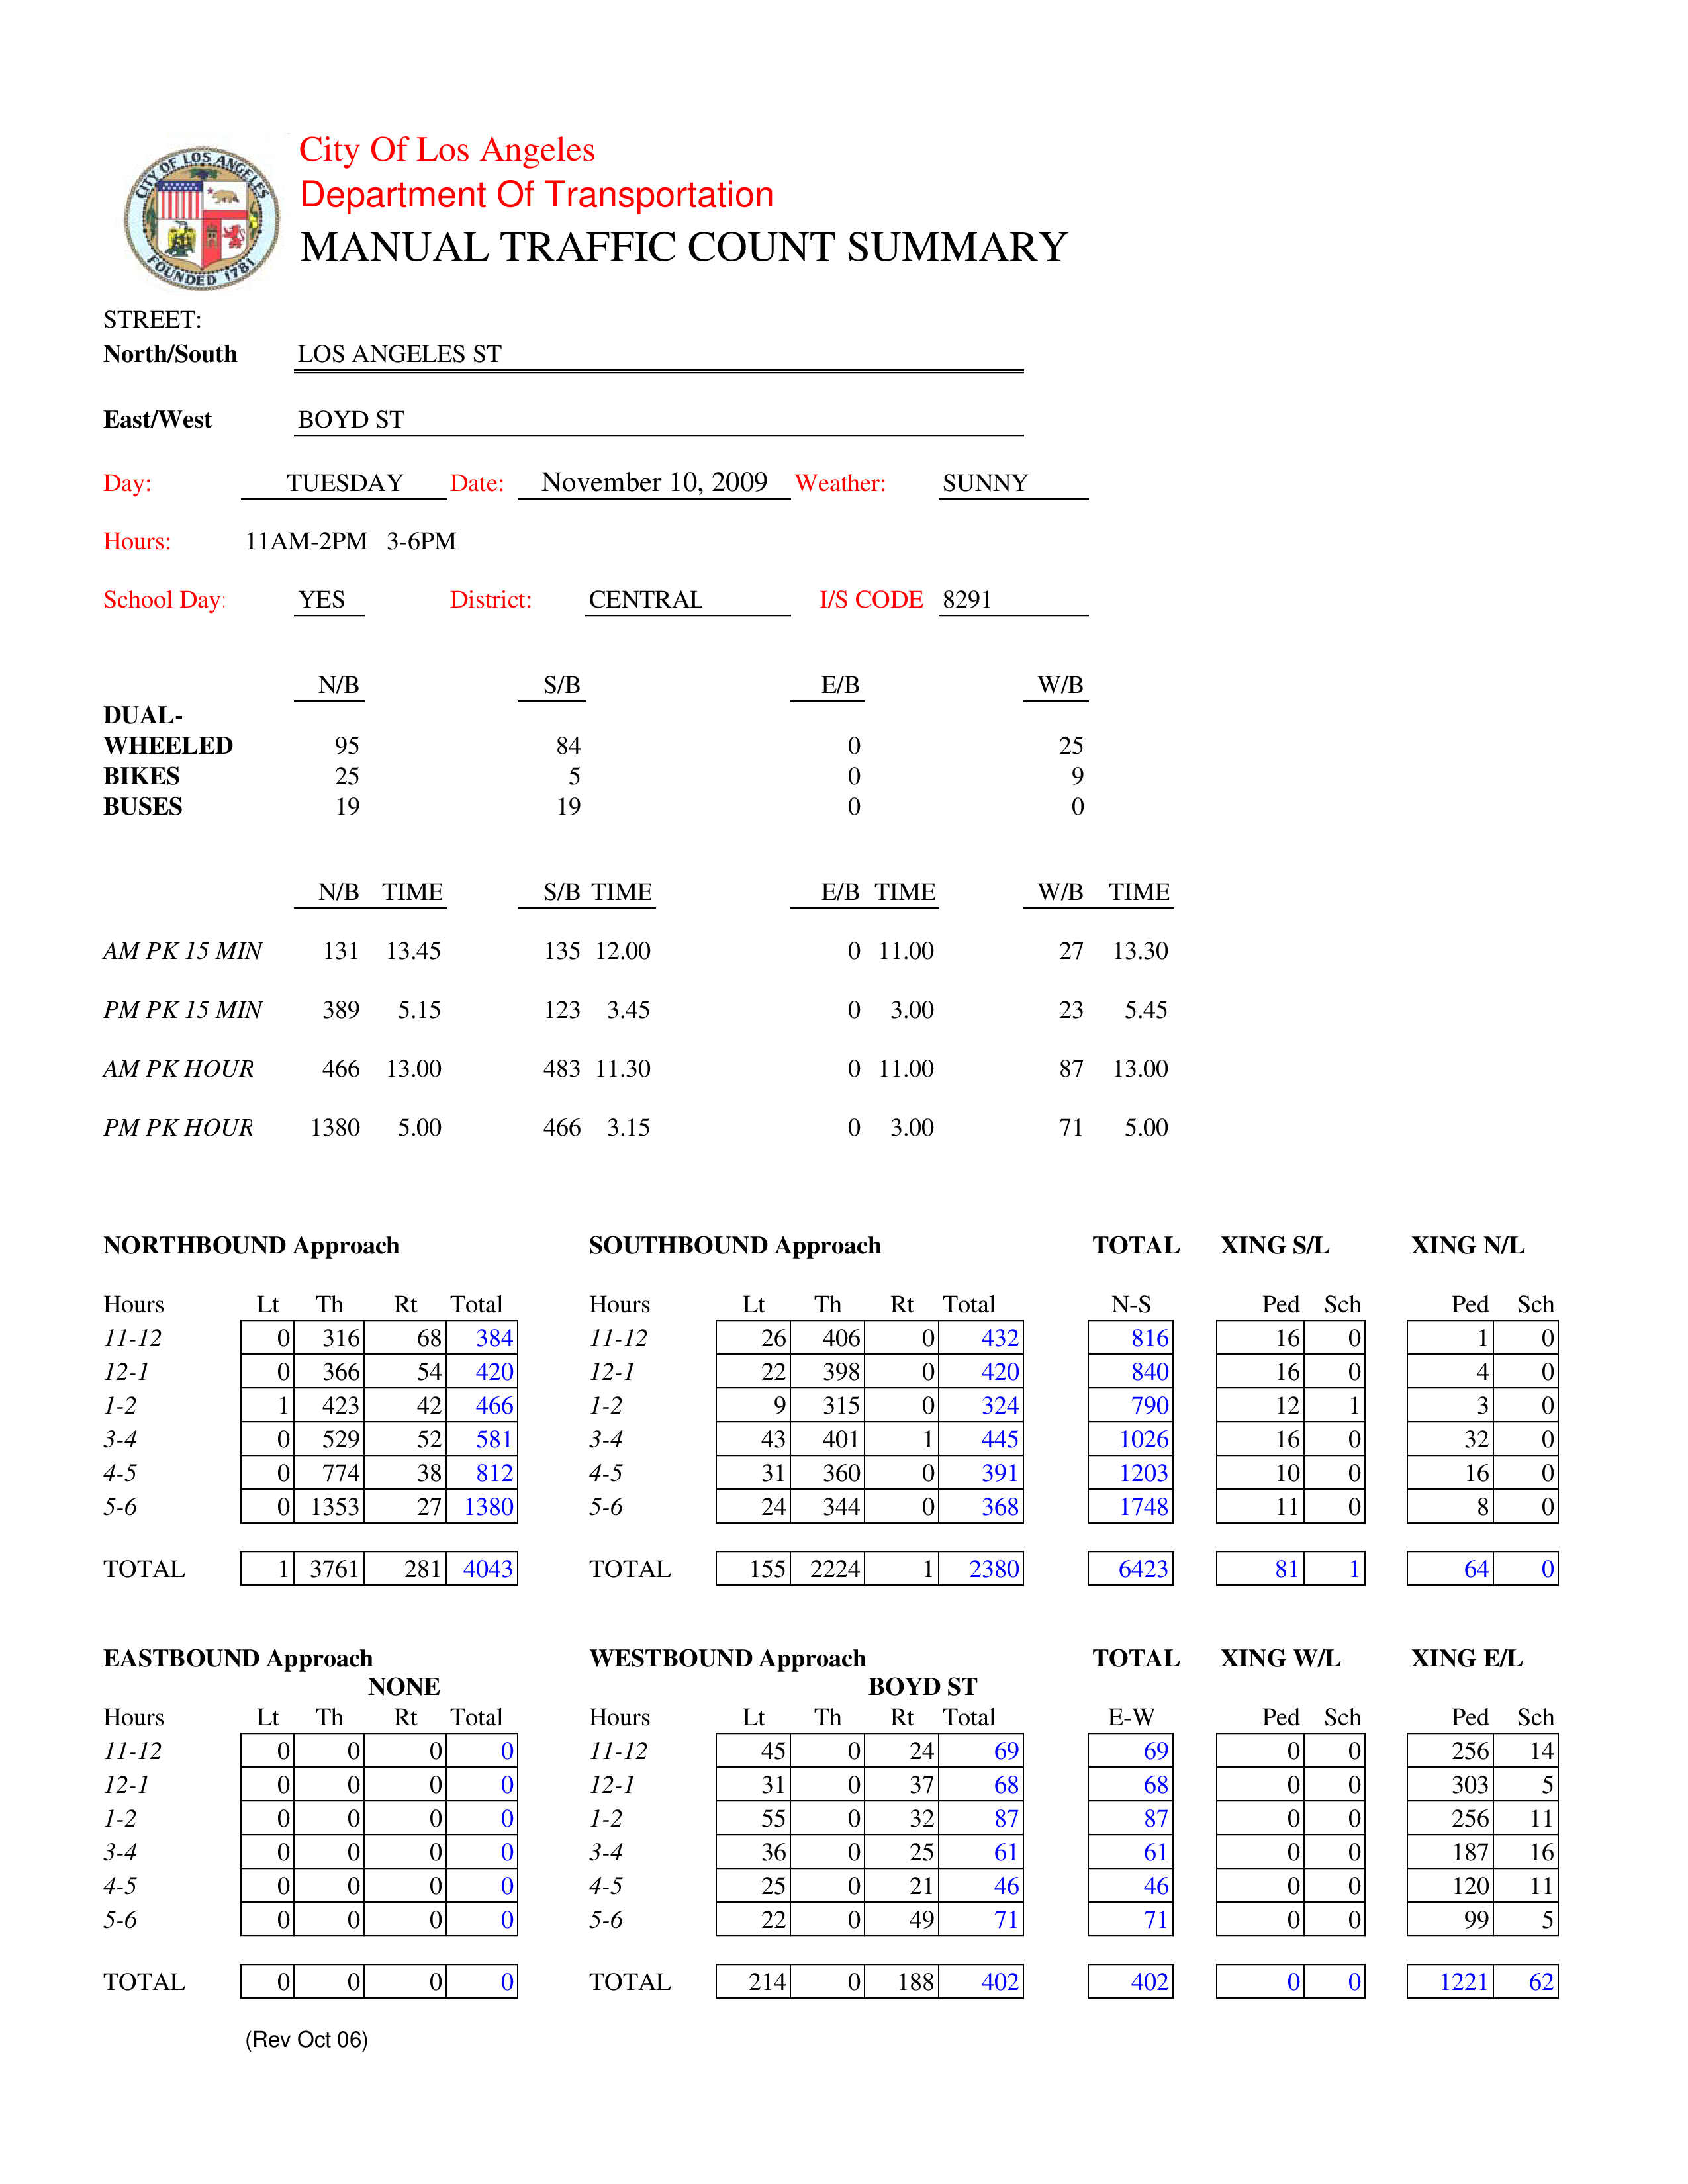 CITY OF LOS ANGELES
FOUNDED 1781
City Of Los Angeles
Department Of Transportation
MANUAL TRAFFIC COUNT SUMMARY
STREET:
North/South LOS ANGELES ST
East/West BOYD ST
Day: TUESDAY Date: November 10, 2009 Weather: SUNNY
Hours: 11AM-2PM 3-6PM
School Day: YES District: CENTRAL I/S CODE 8291
N/B S/B E/B W/B
DUAL-
WHEELED 95 84 0 25
BIKES 25 5 0 9
BUSES 19 19 0 0
N/B TIME S/B TIME E/B TIME W/B TIME
AM PK 15 MIN 131 13.45 135 12.00 0 11.00 27 13.30
PM PK 15 MIN 389 5.15 123 3.45 0 3.00 23 5.45
AM PK HOUR 466 13.00 483 11.30 0 11.00 87 13.00
PM PK HOUR 1380 5.00 466 3.15 0 3.00 71 5.00
NORTHBOUND Approach SOUTHBOUND Approach TOTAL XING S/L XING N/L
Hours Lt Th Rt Total Hours Lt Th Rt Total N-S Ped Sch Ped Sch
11-12 0 316 68 384 11-12 26 406 0 432 816 16 0 1 0
12-1 0 366 54 420 12-1 22 398 0 420 840 16 0 4 0
1-2 1 423 42 466 1-2 9 315 0 324 790 12 1 3 0
3-4 0 529 52 581 3-4 43 401 1 445 1026 16 0 32 0
4-5 0 774 38 812 4-5 31 360 0 391 1203 10 0 16 0
5-6 0 1353 27 1380 5-6 24 344 0 368 1748 11 0 8 0
TOTAL 1 3761 281 4043 TOTAL 155 2224 1 2380 6423 81 1 64 0
EASTBOUND Approach WESTBOUND Approach TOTAL XING W/L XING E/L
NONE BOYD ST
Hours Lt Th Rt Total Hours Lt Th Rt Total E-W Ped Sch Ped Sch
11-12 0 0 0 0 11-12 45 0 24 69 69 0 0 256 14
12-1 0 0 0 0 12-1 31 0 37 68 68 0 0 303 5
1-2 0 0 0 0 1-2 55 0 32 87 87 0 0 256 11
3-4 0 0 0 0 3-4 36 0 25 61 61 0 0 187 16
4-5 0 0 0 0 4-5 25 0 21 46 46 0 0 120 11
5-6 0 0 0 0 5-6 22 0 49 71 71 0 0 99 5
TOTAL 0 0 0 0 TOTAL 214 0 188 402 402 0 0 1221 62
(Rev Oct 06)